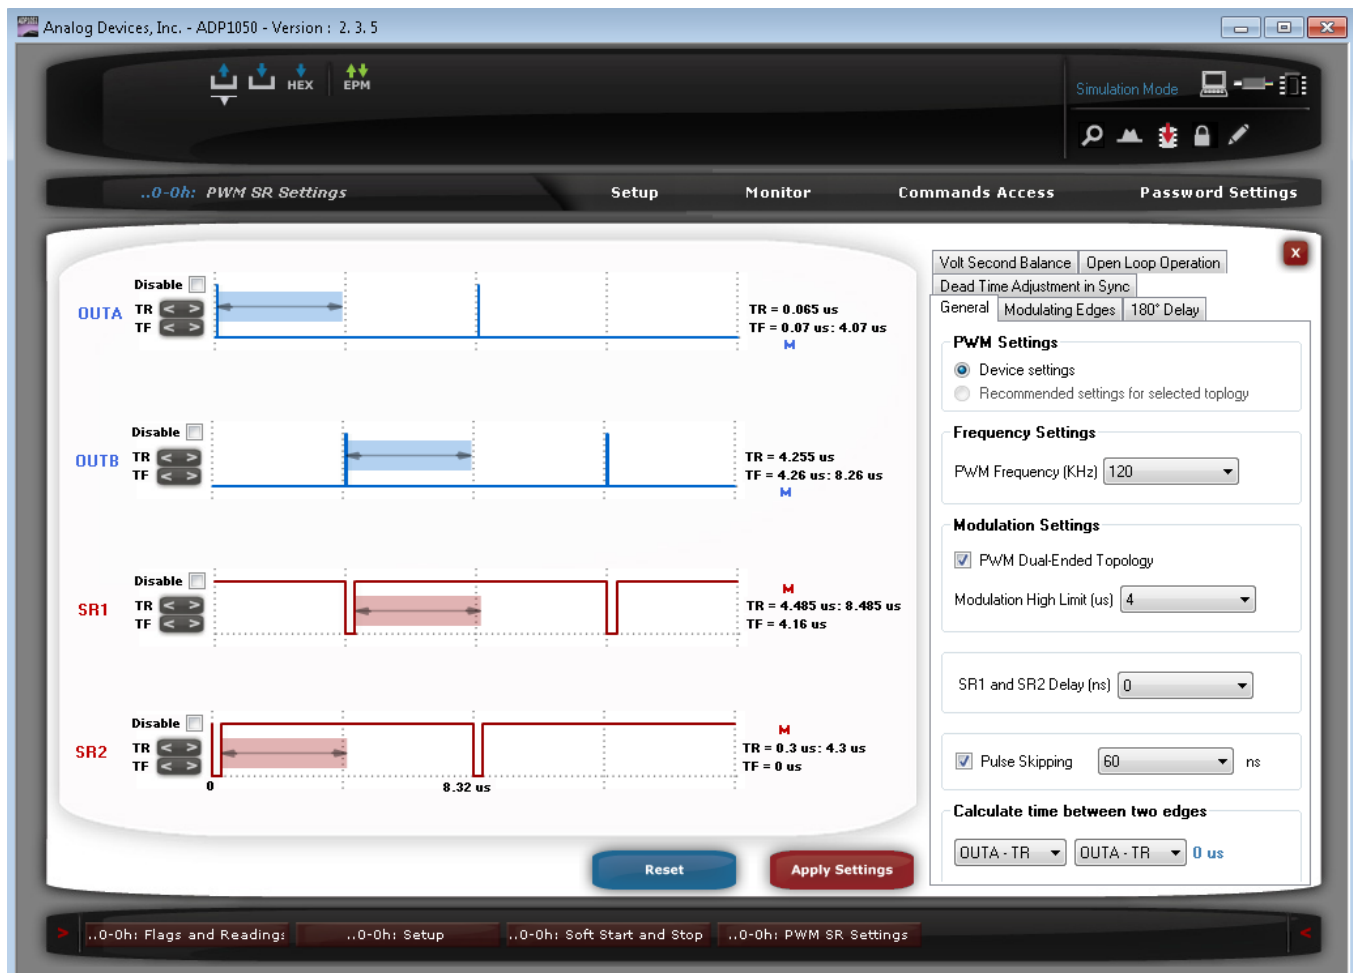 Analog Devices, Inc. - ADP1050 - Version : 2. 3. 5
HEX
EPM
Simulation Mode
..0-0h: PWM SR Settings
Setup
Monitor
Commands Access
Password Settings
Disable
OUTA
TR
TF
TR = 0.065 us
TF = 0.07 us: 4.07 us
M
Disable
OUTB
TR
TF
TR = 4.255 us
TF = 4.26 us: 8.26 us
M
Disable
SR1
TR
TF
M
TR = 4.485 us: 8.485 us
TF = 4.16 us
Disable
SR2
TR
TF
M
TR = 0.3 us: 4.3 us
TF = 0 us
0
8.32 us
Reset
Apply Settings
Volt Second Balance
Open Loop Operation
Dead Time Adjustment in Sync
General
Modulating Edges
180° Delay
PWM Settings
Device settings
Recommended settings for selected toplogy
Frequency Settings
PWM Frequency (KHz) 120
Modulation Settings
PWM Dual-Ended Topology
Modulation High Limit (us) 4
SR1 and SR2 Delay (ns) 0
Pulse Skipping 60 ns
Calculate time between two edges
OUTA - TR OUTA - TR 0 us
..0-0h: Flags and Readings
..0-0h: Setup
..0-0h: Soft Start and Stop
..0-0h: PWM SR Settings